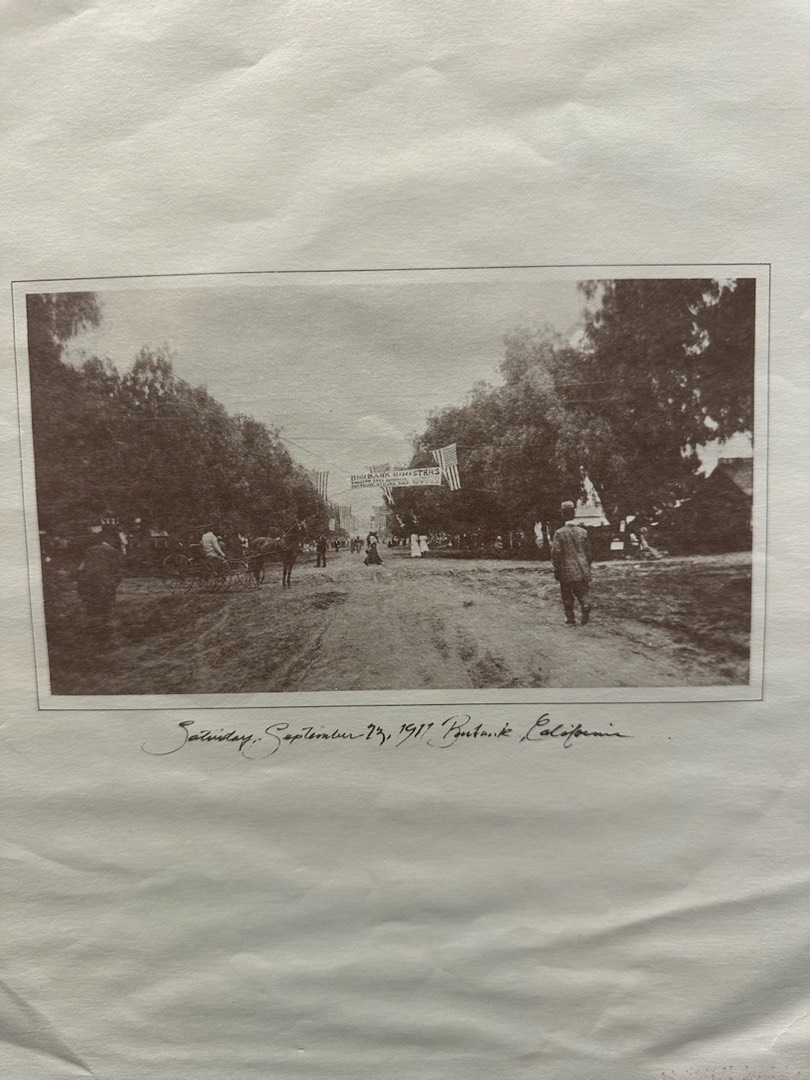 BURBANK BOOSTERS
Saturday, September 23, 1911 Burbank, California